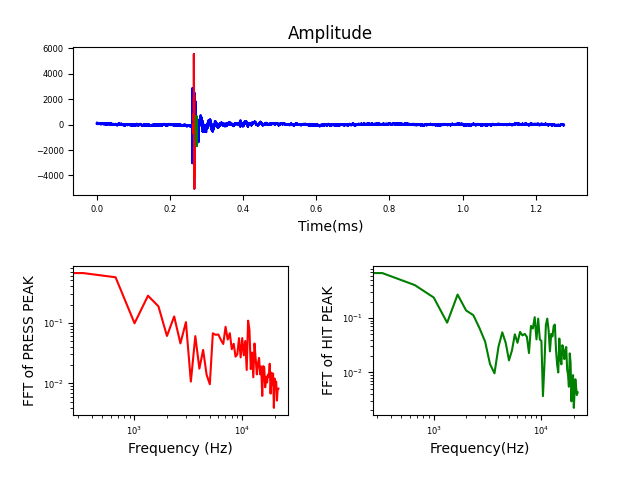 Amplitude
6000
4000
2000
0
−2000
−4000
0.0 0.2 0.4 0.6 0.8 1.0 1.2
Time(ms)
FFT of PRESS PEAK
10⁻¹
10⁻²
10³ 10⁴
Frequency (Hz)
FFT of HIT PEAK
10⁻¹
10⁻²
10³ 10⁴
Frequency(Hz)